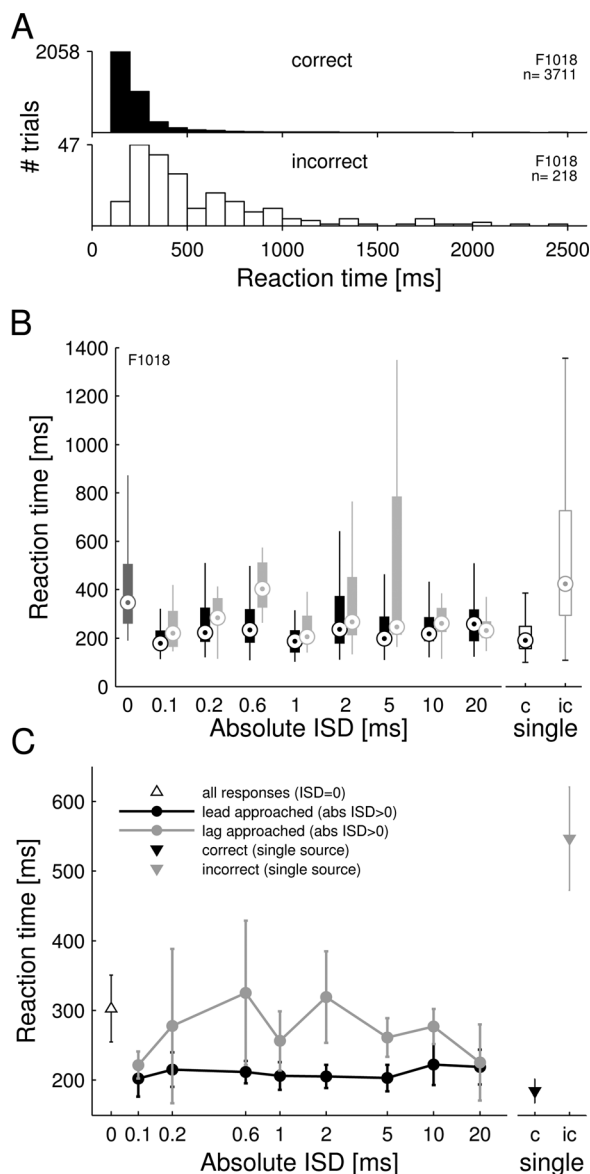 A
2058
correct
F1018
n= 3711
# trials
47
incorrect
F1018
n= 218
0 500 1000 1500 2000 2500
Reaction time [ms]
B
1400
1200
1000
800
600
400
200
0
Reaction time [ms]
F1018
0 0.1 0.2 0.6 1 2 5 10 20 c ic
Absolute ISD [ms] single
C
600
500
400
300
200
Reaction time [ms]
all responses (ISD=0)
lead approached (abs ISD>0)
lag approached (abs ISD>0)
correct (single source)
incorrect (single source)
0 0.1 0.2 0.6 1 2 5 10 20 c ic
Absolute ISD [ms] single